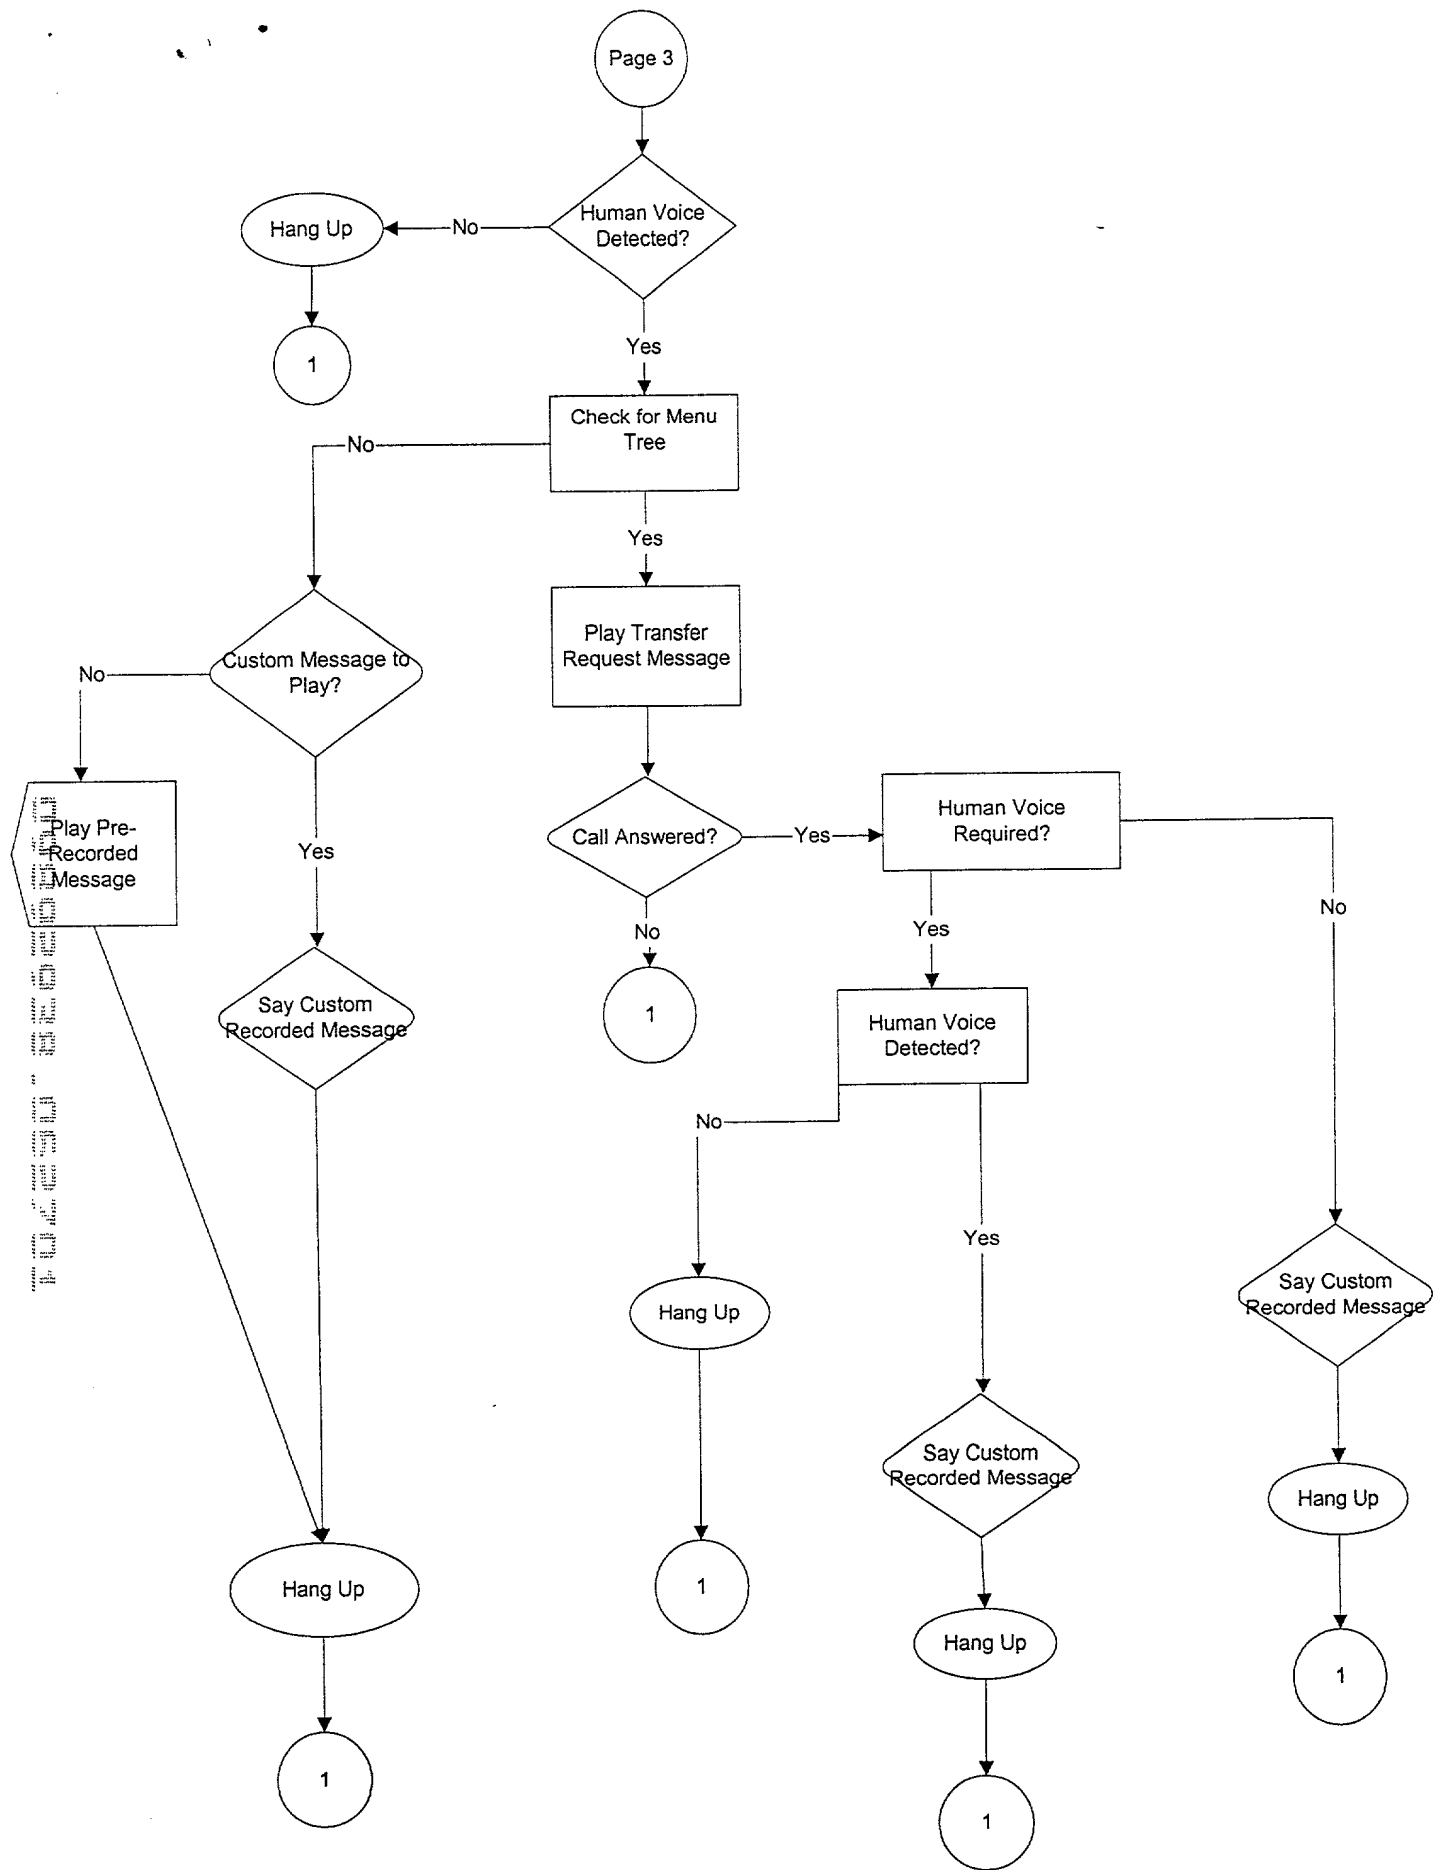 Page 3
Human Voice
Detected?
No
Hang Up
1
Yes
Check for Menu
Tree
No
Yes
Play Transfer
Request Message
Custom Message to
Play?
No
Yes
Play Pre-
Recorded
Message
Call Answered?
Yes
Human Voice
Required?
No
Yes
No
1
Say Custom
Recorded Message
Human Voice
Detected?
No
Yes
Hang Up
Say Custom
Recorded Message
Say Custom
Recorded Message
Hang Up
Hang Up
1
Hang Up
1
1
1